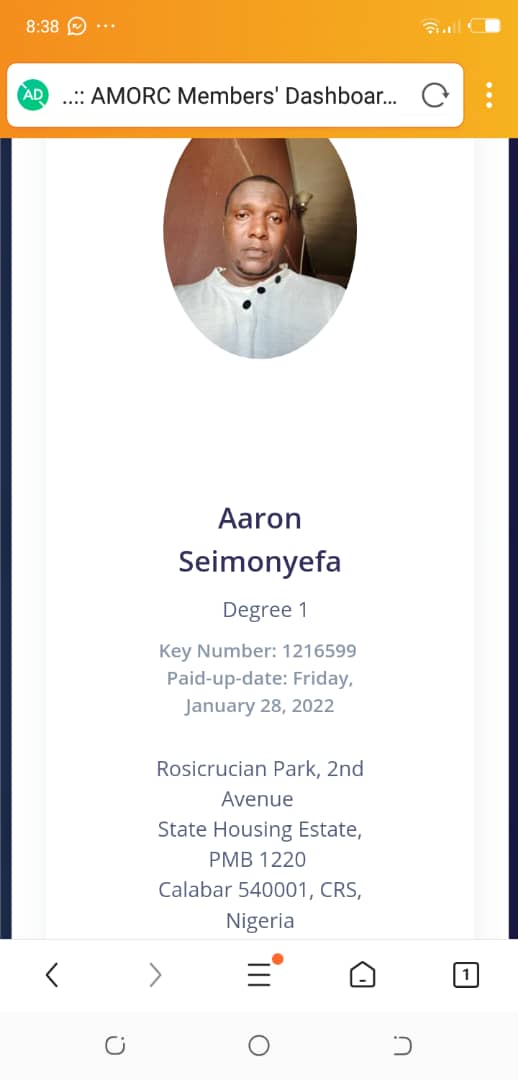 8:38
AD ..:: AMORC Members' Dashboar...
Aaron
Seimonyefa
Degree 1
Key Number: 1216599
Paid-up-date: Friday,
January 28, 2022
Rosicrucian Park, 2nd
Avenue
State Housing Estate,
PMB 1220
Calabar 540001, CRS,
Nigeria
1